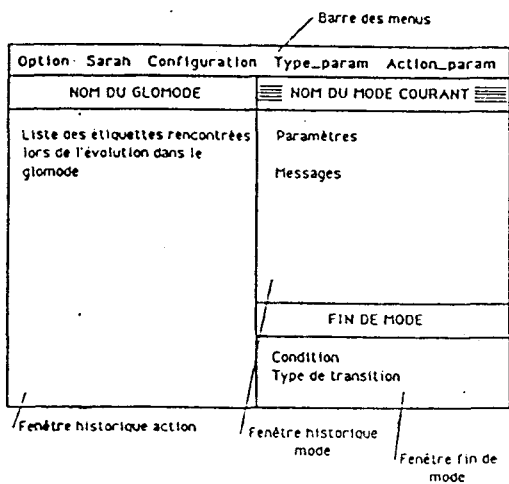 Barre des menus
Option Sarah Configuration Type_param Action_param
NOM DU GLOMODE
NOM DU MODE COURANT
Liste des étiquettes rencontrées
lors de l'évolution dans le
glomode
Paramètres
Messages
FIN DE MODE
Condition
Type de transition
Fenêtre historique action
Fenêtre historique
mode
Fenêtre fin de
mode